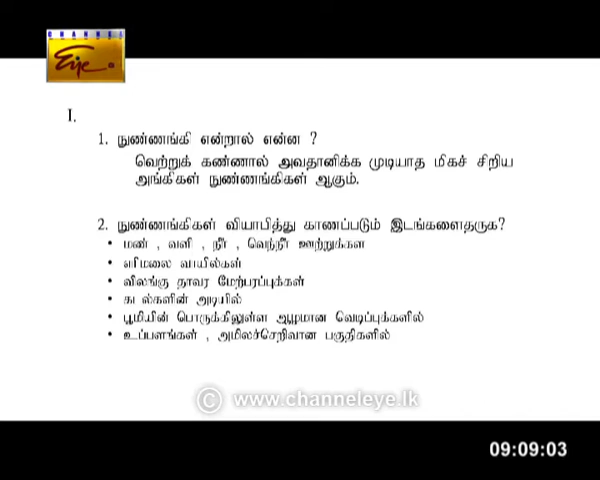 CHANNEL
Eye
I.
1. நுண்ணங்கி என்றால் என்ன ?
வெற்றுக் கண்ணால் அவதானிக்க முடியாத மிகச் சிறிய
அங்கிகள் நுண்ணங்கிகள் ஆகும்.
2. நுண்ணங்கிகள் வியாபித்து காணப்படும் இடங்களைதருக?
• மண் , வளி , நீர் , வெந்நீர் ஊற்றுக்கள
• எரிமலை வாயில்கள்
• விலங்கு தாவர மேற்பரப்புக்கள்
• கடல்களின் அடியில்
• பூமியின் பொருக்கிலுள்ள ஆழமான வெடிப்புக்களில்
• உப்பளங்கள் , அமிலச்செறிவான பகுதிகளில்
© www.channeleye.lk
09:09:03